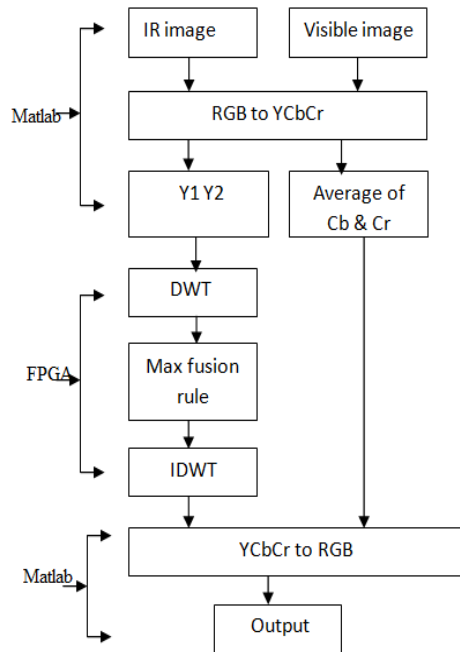 IR image
Visible image
Matlab
RGB to YCbCr
Y1 Y2
Average of
Cb & Cr
DWT
FPGA
Max fusion
rule
IDWT
YCbCr to RGB
Matlab
Output